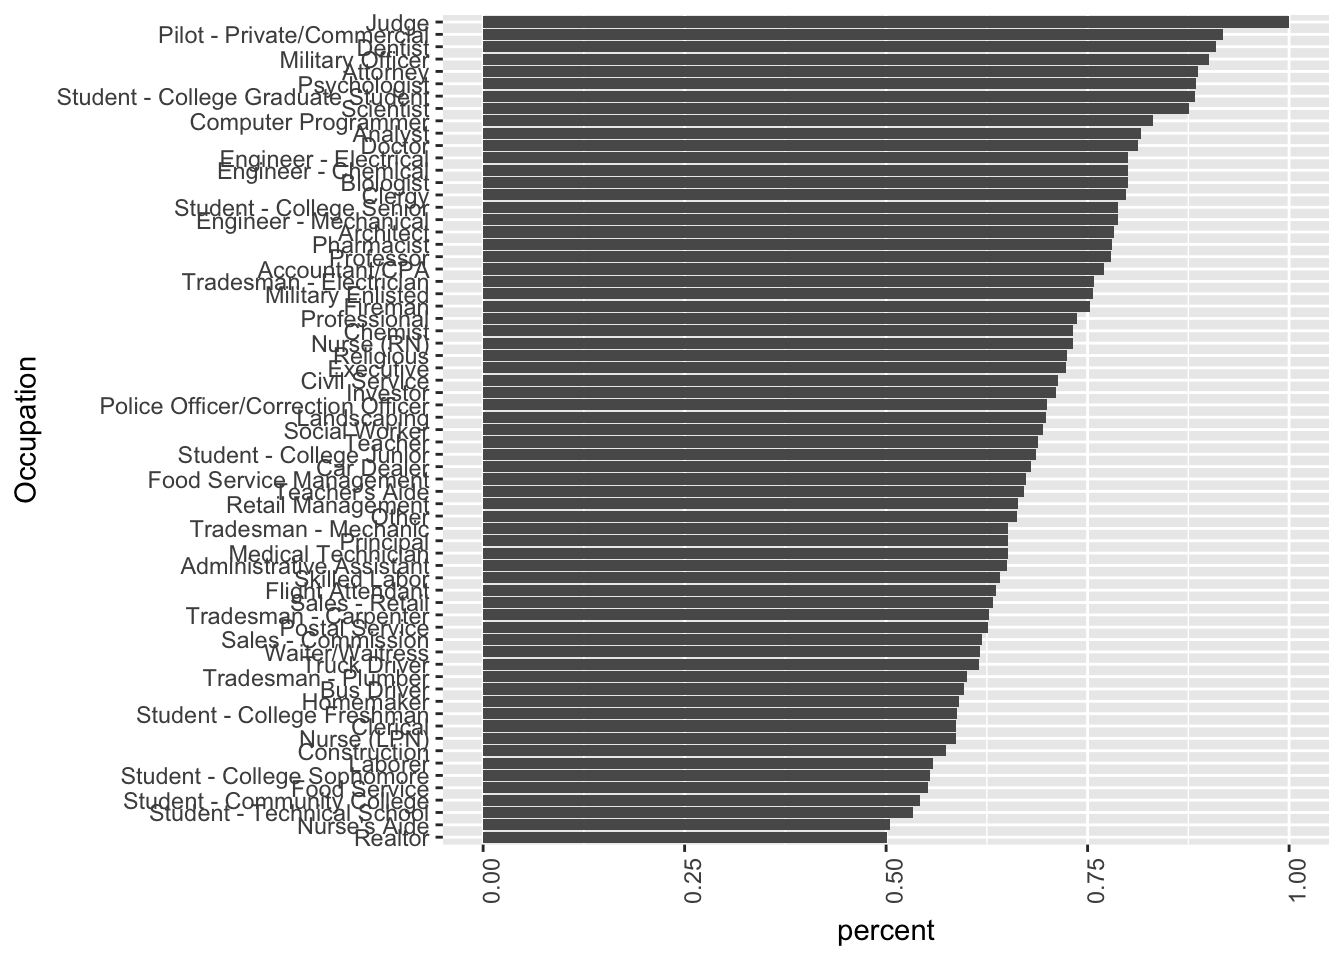 Judge
Pilot - Private/Commercial
Dentist
Military Officer
Attorney
Psychologist
Student - College Graduate Student
Scientist
Computer Programmer
Analyst
Doctor
Engineer - Electrical
Engineer - Chemical
Biologist
Clergy
Student - College Senior
Engineer - Mechanical
Architect
Pharmacist
Professor
Accountant/CPA
Tradesman - Electrician
Military Enlisted
Fireman
Professional
Chemist
Nurse (RN)
Religious
Executive
Civil Service
Investor
Police Officer/Correction Officer
Landscaping
Social Worker
Teacher
Student - College Junior
Car Dealer
Food Service Management
Teacher's Aide
Retail Management
Other
Tradesman - Mechanic
Principal
Medical Technician
Administrative Assistant
Skilled Labor
Flight Attendant
Sales - Retail
Tradesman - Carpenter
Postal Service
Sales - Commission
Waiter/Waitress
Truck Driver
Tradesman - Plumber
Bus Driver
Homemaker
Student - College Freshman
Clerical
Nurse (LPN)
Construction
Laborer
Student - College Sophomore
Food Service
Student - Community College
Student - Technical School
Nurse's Aide
Realtor
Occupation
0.00
0.25
0.50
0.75
1.00
percent